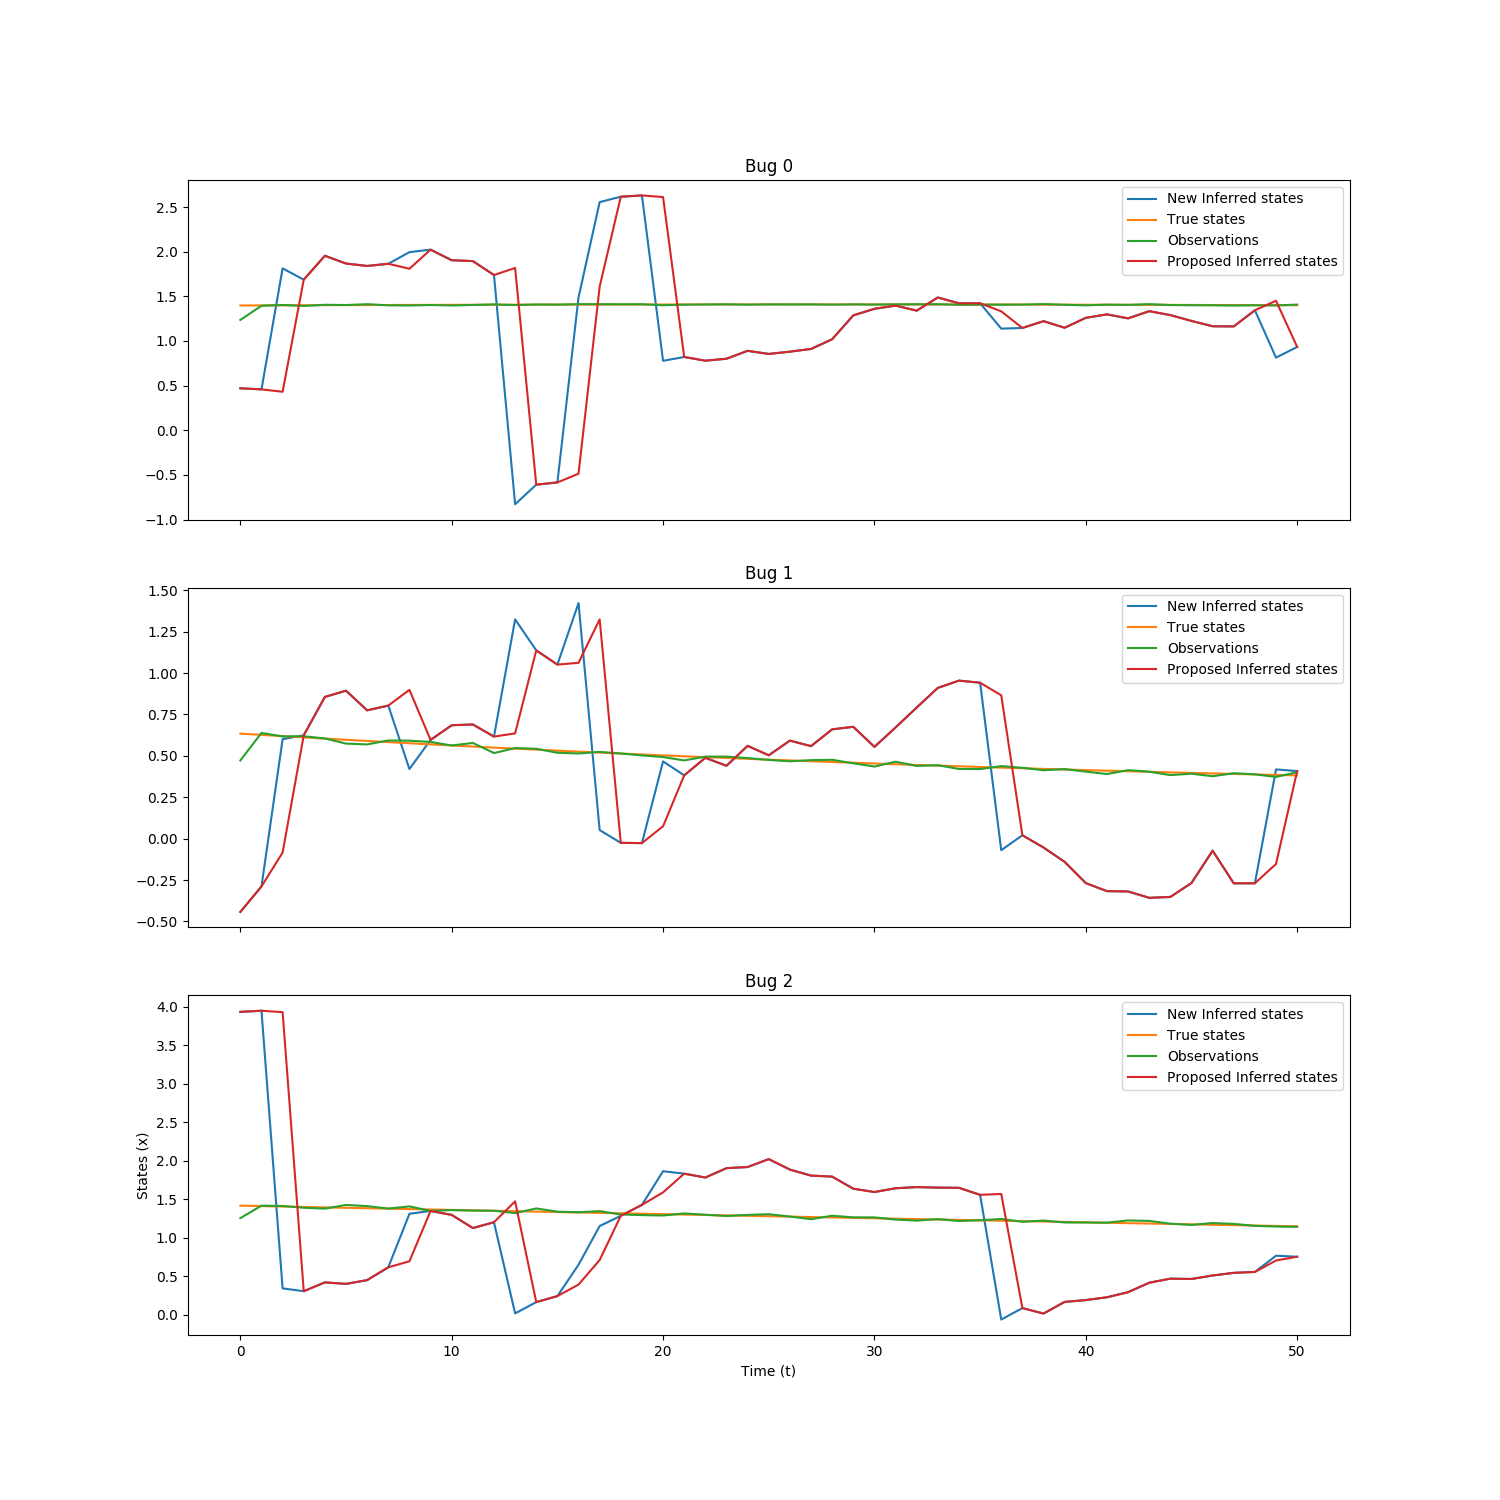 Bug 0
2.5
2.0
1.5
1.0
0.5
0.0
−0.5
−1.0
New Inferred states
True states
Observations
Proposed Inferred states
Bug 1
1.50
1.25
1.00
0.75
0.50
0.25
0.00
−0.25
−0.50
New Inferred states
True states
Observations
Proposed Inferred states
Bug 2
4.0
3.5
3.0
2.5
2.0
1.5
1.0
0.5
0.0
States (x)
New Inferred states
True states
Observations
Proposed Inferred states
0 10 20 30 40 50
Time (t)